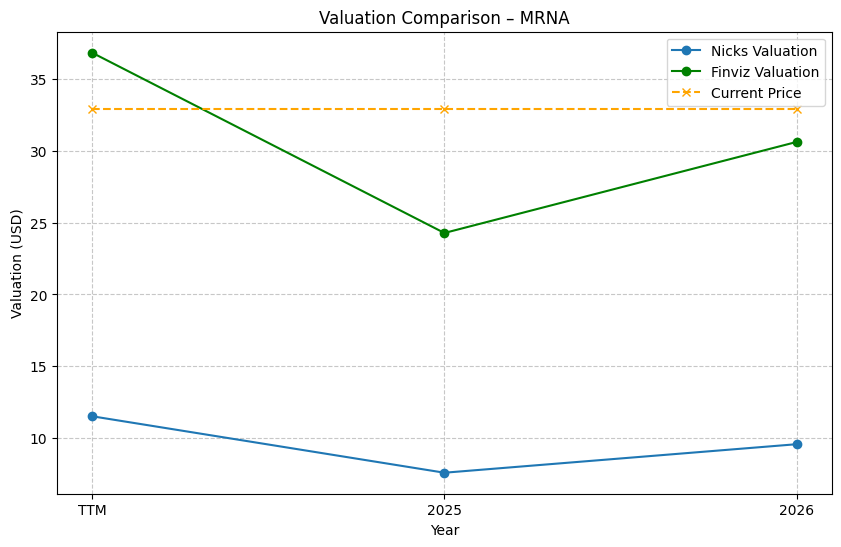 Valuation Comparison – MRNA
Nicks Valuation
Finviz Valuation
Current Price
Valuation (USD)
35
30
25
20
15
10
TTM
2025
2026
Year